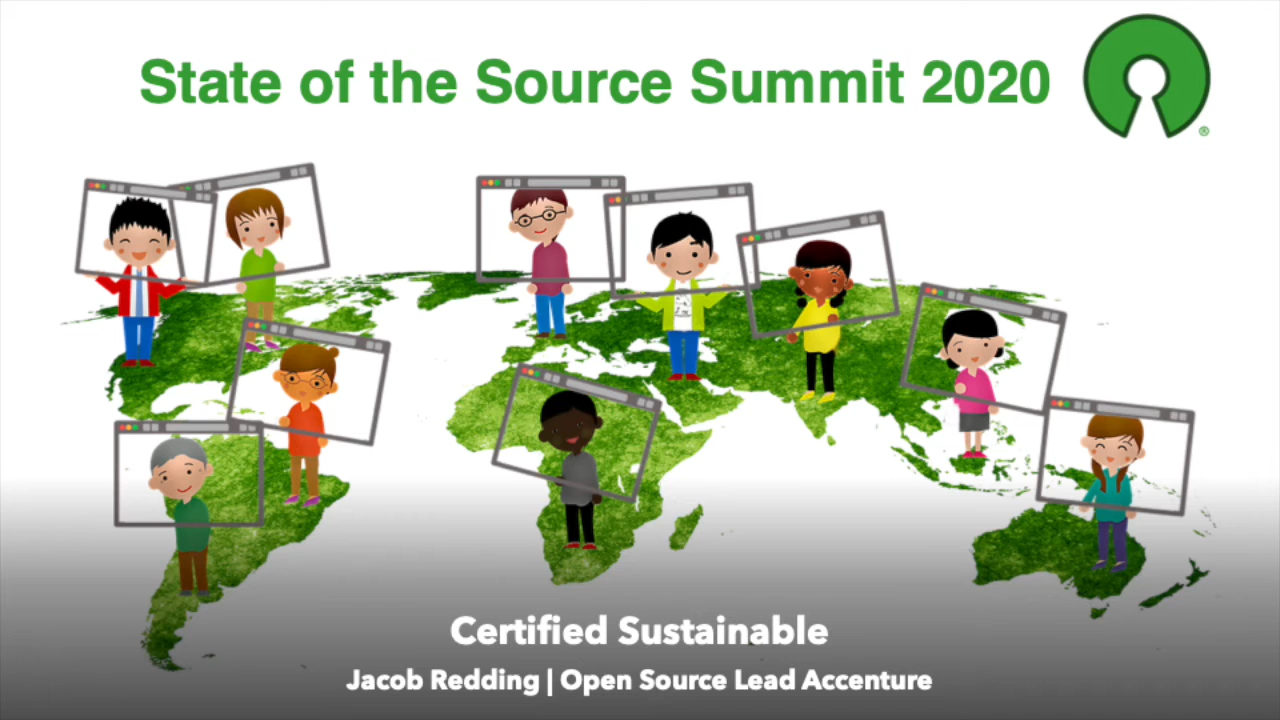 State of the Source Summit 2020
®
Certified Sustainable
Jacob Redding | Open Source Lead Accenture